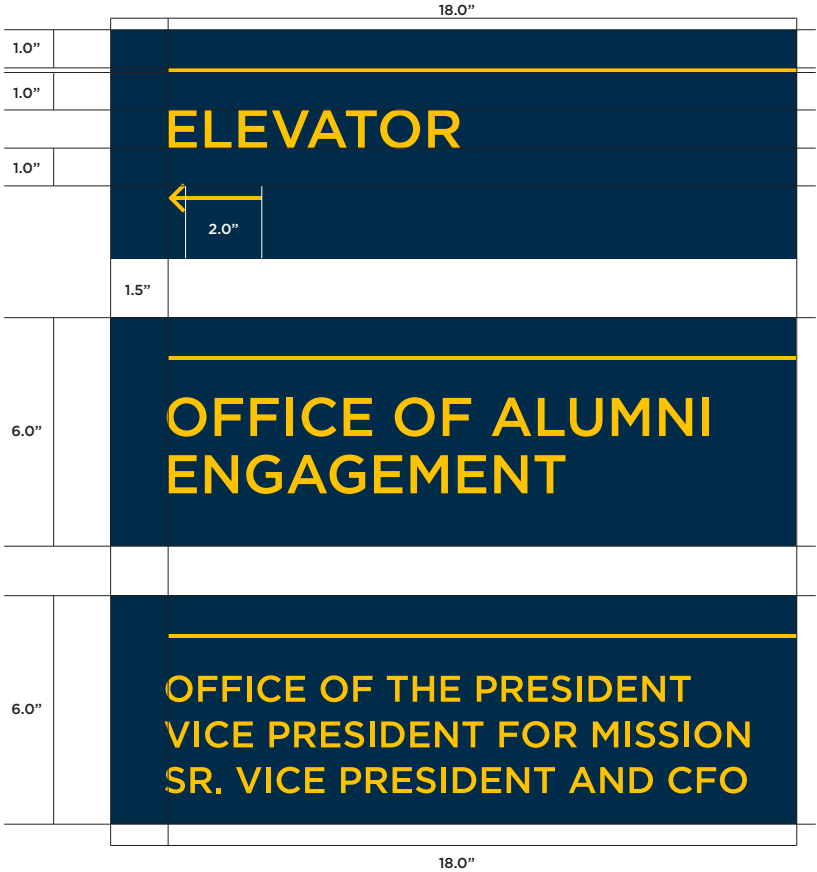 18.0”
1.0”
1.0”
ELEVATOR
1.0”
2.0”
1.5”
6.0”
OFFICE OF ALUMNI
ENGAGEMENT
6.0”
OFFICE OF THE PRESIDENT
VICE PRESIDENT FOR MISSION
SR. VICE PRESIDENT AND CFO
18.0”